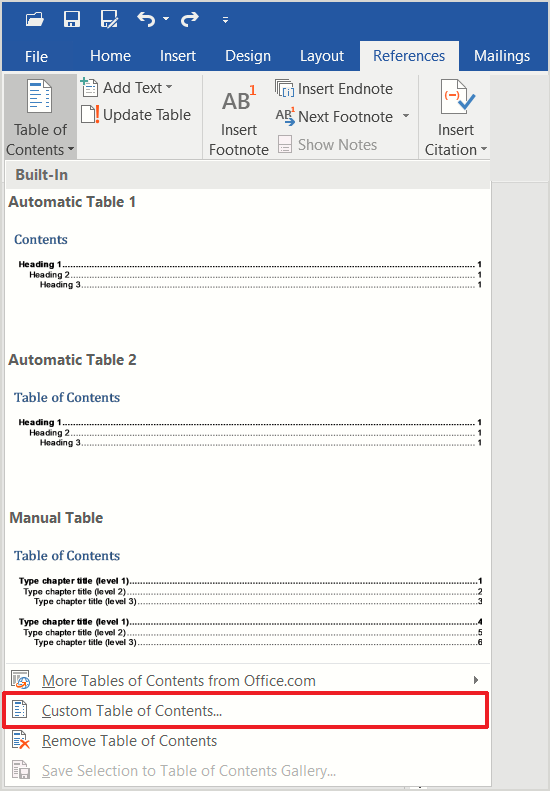 File Home Insert Design Layout References Mailings
Table of Contents
Add Text
Update Table
AB1
Insert Footnote
Insert Endnote
AB1 Next Footnote
Show Notes
Insert Citation
Built-In
Automatic Table 1
Contents
Heading 1........1
Heading 2........1
Heading 3........1
Automatic Table 2
Table of Contents
Heading 1........1
Heading 2........1
Heading 3........1
Manual Table
Table of Contents
Type chapter title (level 1)........1
Type chapter title (level 2)........2
Type chapter title (level 3)........3
Type chapter title (level 1)........4
Type chapter title (level 2)........5
Type chapter title (level 3)........6
More Tables of Contents from Office.com
Custom Table of Contents...
Remove Table of Contents
Save Selection to Table of Contents Gallery...